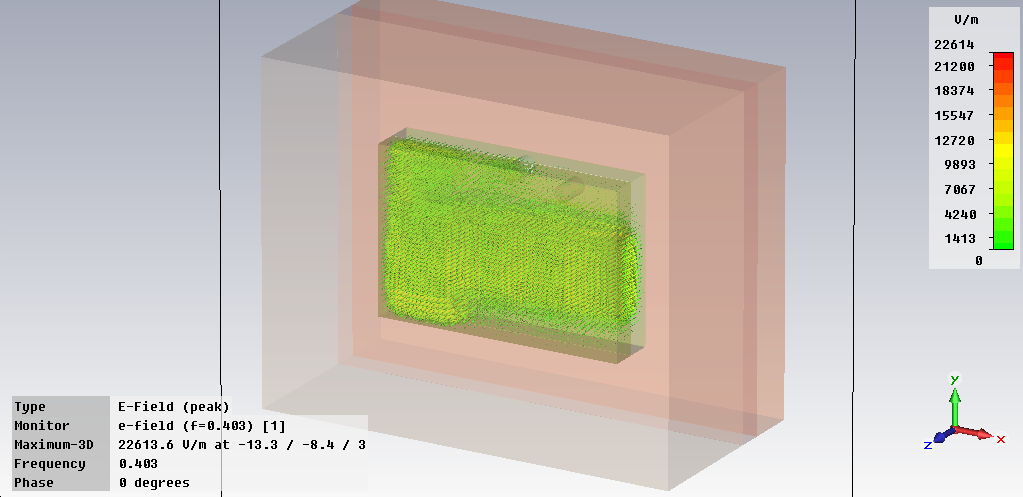 V/m
22614
21200
18374
15547
12720
9893
7067
4240
1413
0
y
x
z
Type E-Field (peak)
Monitor e-field (f=0.403) [1]
Maximum-3D 22613.6 V/m at -13.3 / -8.4 / 3
Frequency 0.403
Phase 0 degrees